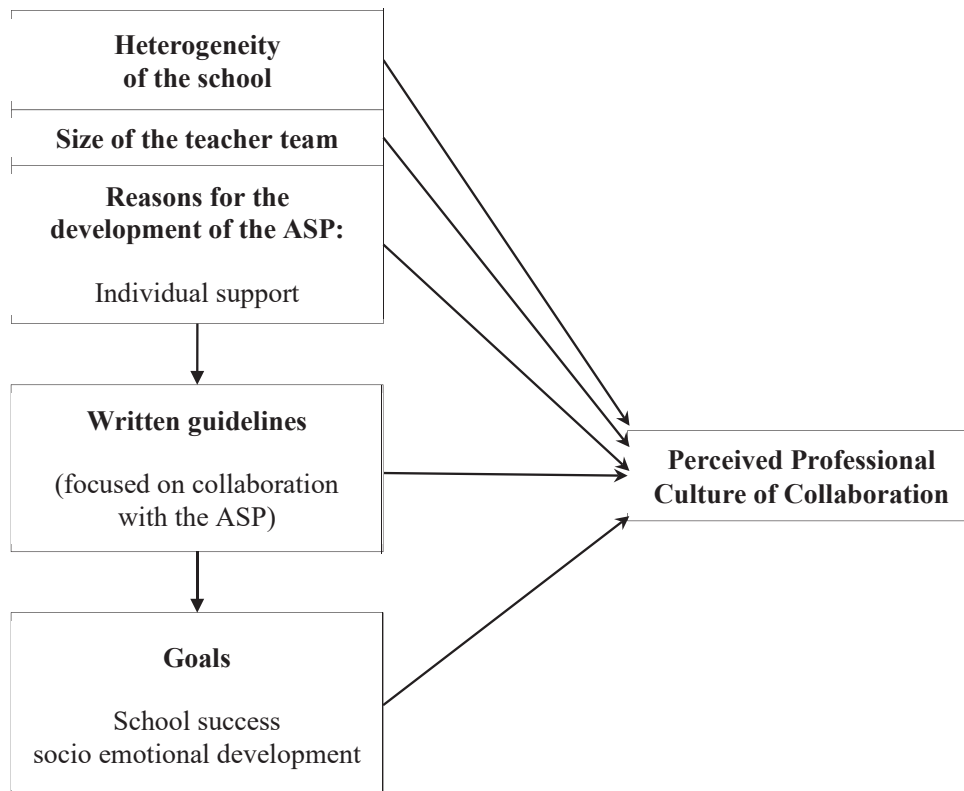 Heterogeneity
of the school
Size of the teacher team
Reasons for the
development of the ASP:
Individual support
Written guidelines
(focused on collaboration
with the ASP)
Goals
School success
socio emotional development
Perceived Professional
Culture of Collaboration